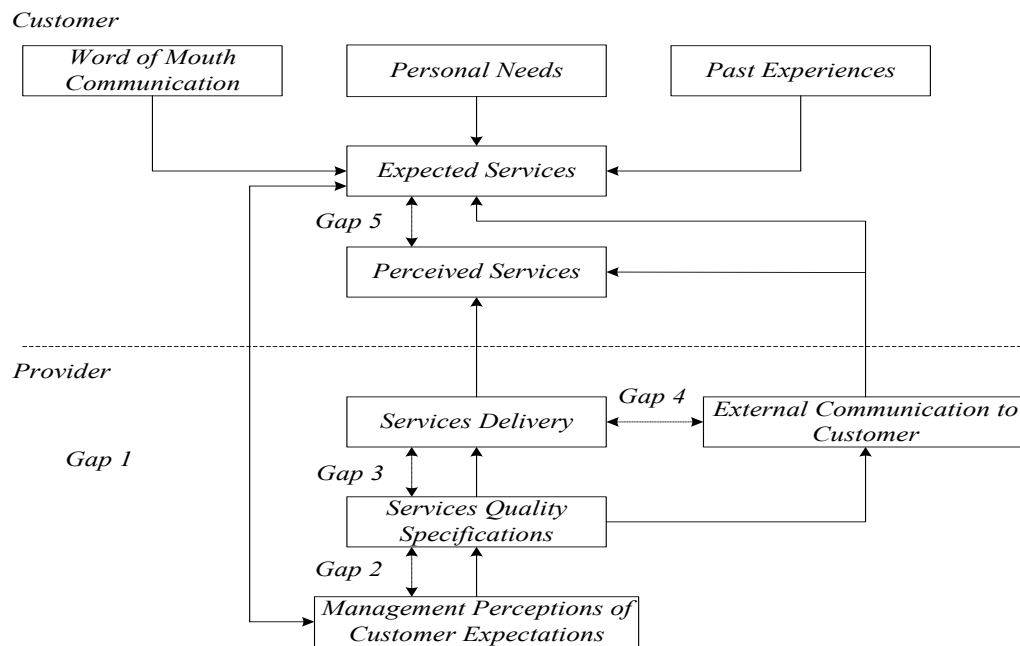 Customer
Word of Mouth
Communication
Personal Needs
Past Experiences
Expected Services
Gap 5
Perceived Services
Provider
Gap 4
Services Delivery
External Communication to
Customer
Gap 1
Gap 3
Services Quality
Specifications
Gap 2
Management Perceptions of
Customer Expectations